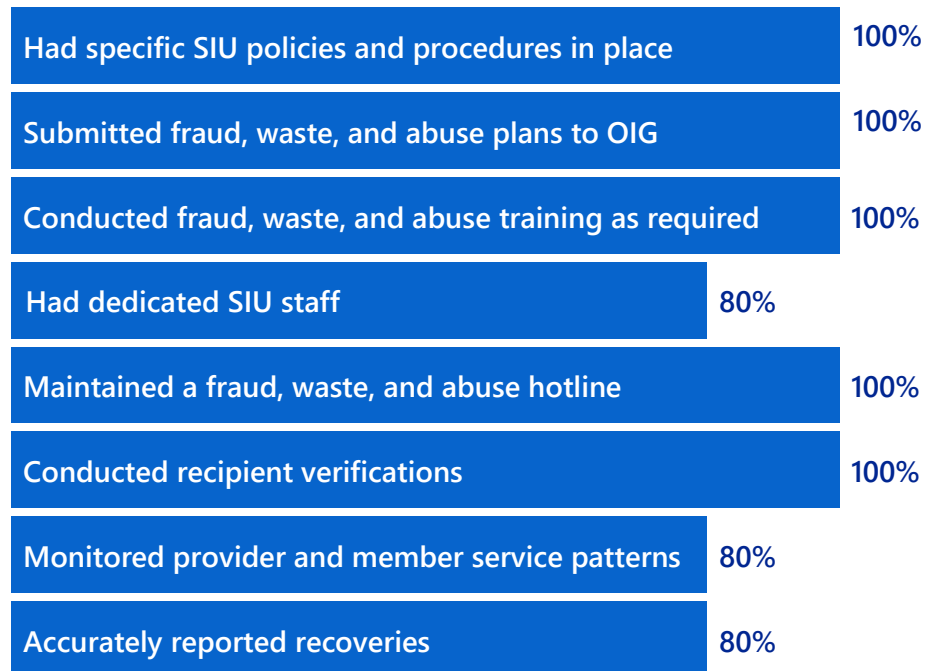 Had specific SIU policies and procedures in place 100%
Submitted fraud, waste, and abuse plans to OIG 100%
Conducted fraud, waste, and abuse training as required 100%
Had dedicated SIU staff 80%
Maintained a fraud, waste, and abuse hotline 100%
Conducted recipient verifications 100%
Monitored provider and member service patterns 80%
Accurately reported recoveries 80%